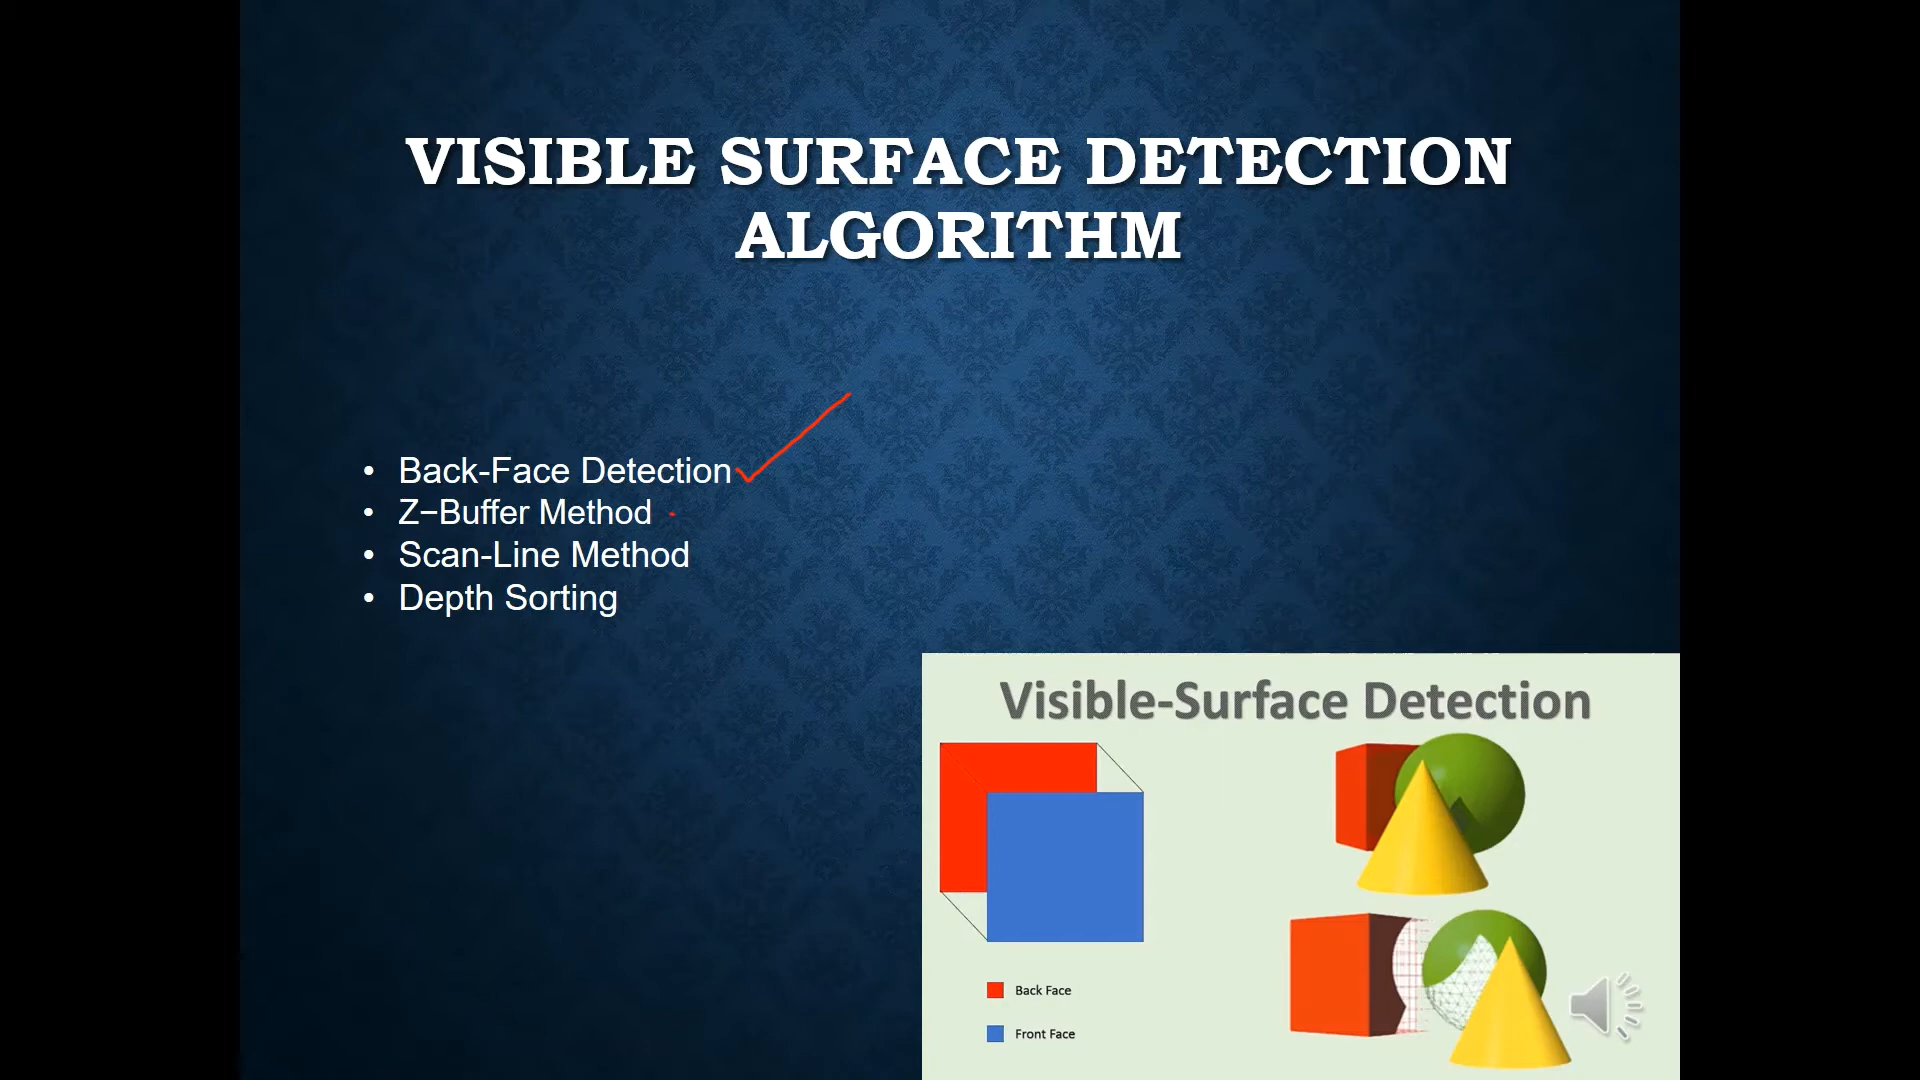 VISIBLE SURFACE DETECTION
ALGORITHM
• Back-Face Detection
• Z−Buffer Method
• Scan-Line Method
• Depth Sorting
Visible-Surface Detection
Back Face
Front Face